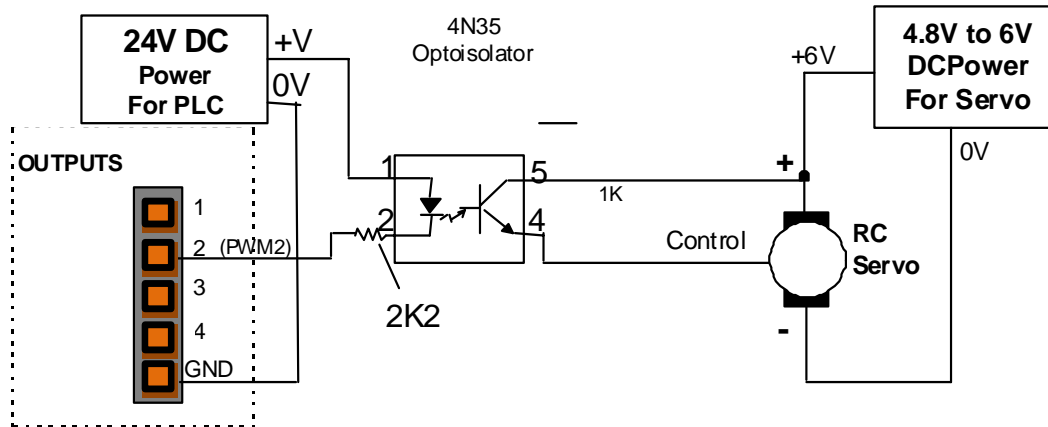 24V DC
Power
For PLC
+V
0V
4N35
Optoisolator
+6V
4.8V to 6V
DCPower
For Servo
0V
OUTPUTS
1
2 (PWM2)
3
4
GND
1
2
5
4
1K
2K2
Control
+
-
RC
Servo